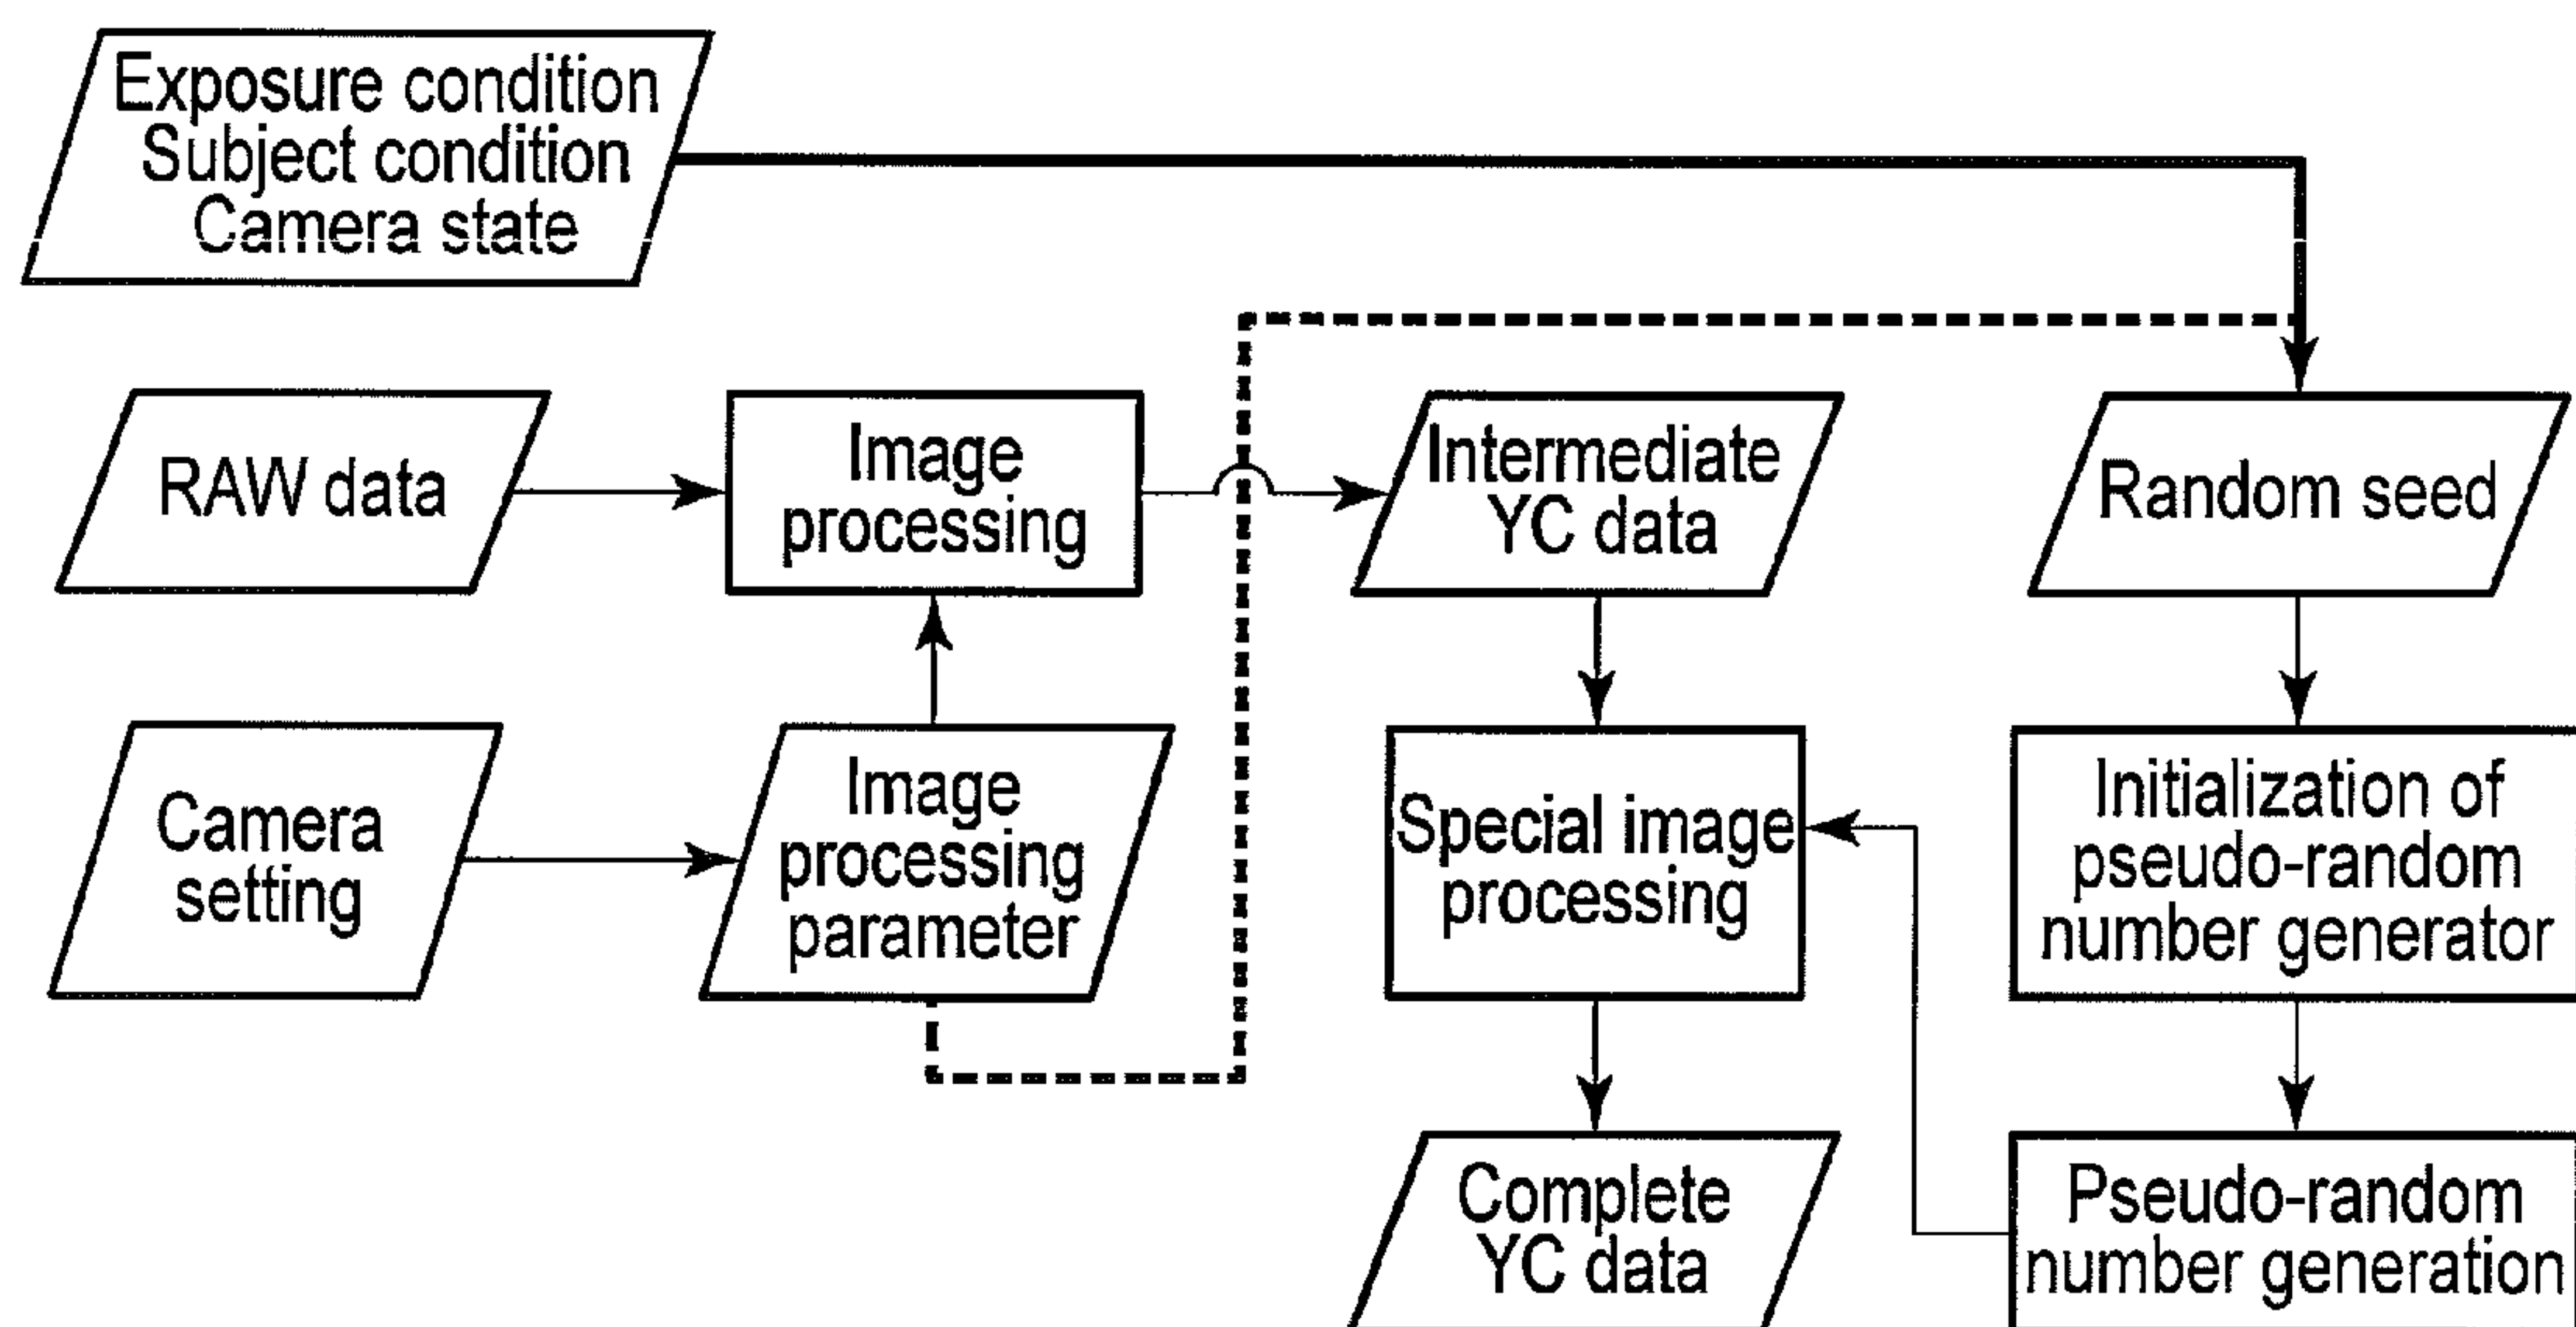 Exposure condition
Subject condition
Camera state
RAW data
Image
processing
Intermediate
YC data
Random seed
Camera
setting
Image
processing
parameter
Special image
processing
Initialization of
pseudo-random
number generator
Complete
YC data
Pseudo-random
number generation